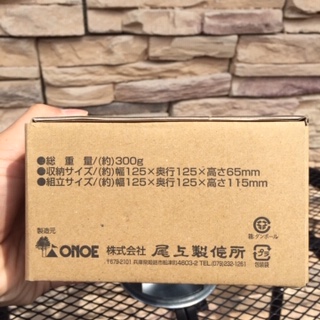 ●総　重　量/(約)300g
●収納サイズ/(約)幅125×奥行125×高さ65mm
●組立サイズ/(約)幅125×奥行125×高さ115mm
製造元
ONOE 株式会社 尾上製作所
段ボール